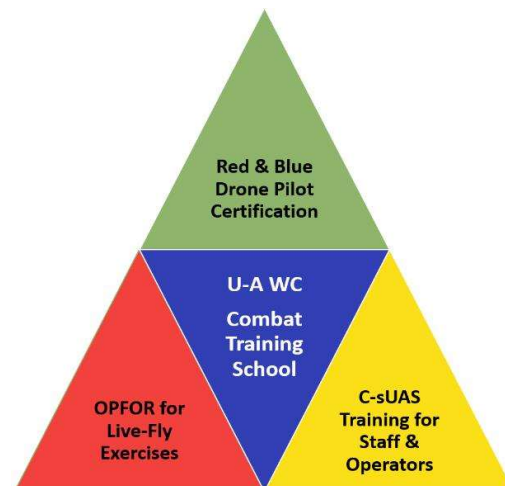 Red & Blue
Drone Pilot
Certification
U-A WC
Combat
Training
School
OPFOR for
Live-Fly
Exercises
C-sUAS
Training for
Staff &
Operators